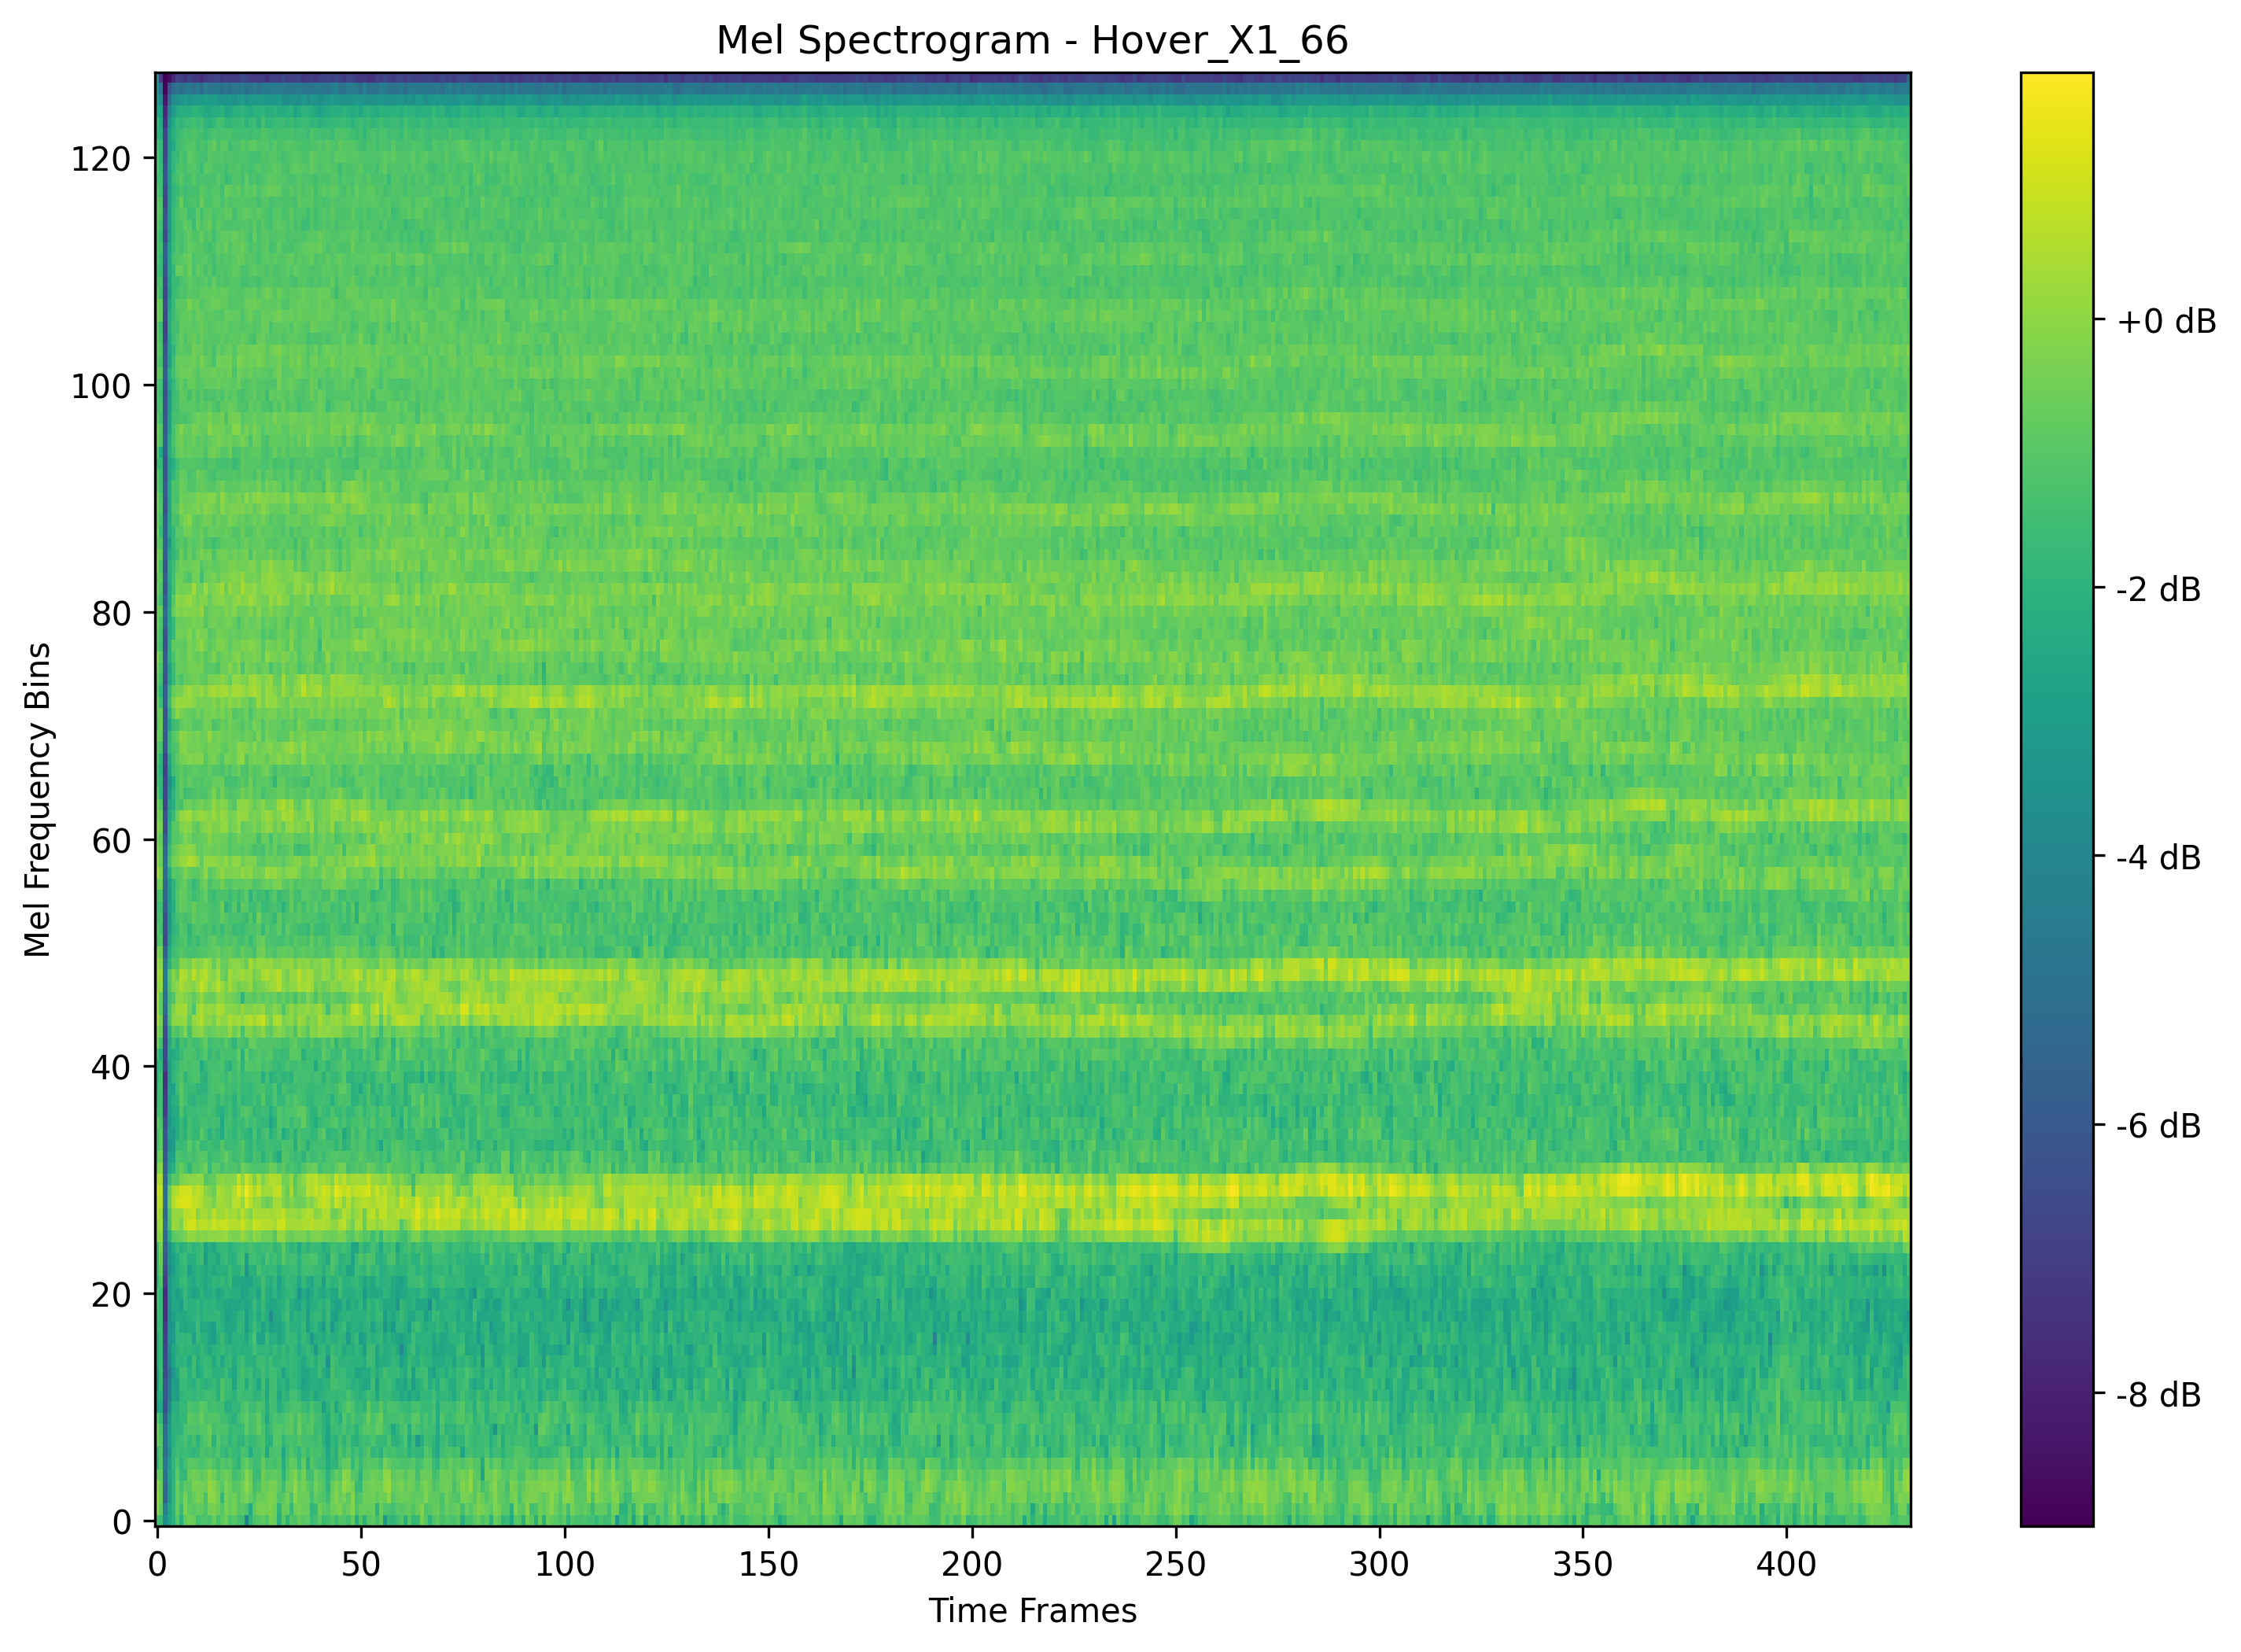 Mel Spectrogram - Hover_X1_66
Mel Frequency Bins
120
100
80
60
40
20
0
0 50 100 150 200 250 300 350 400
Time Frames
+0 dB
-2 dB
-4 dB
-6 dB
-8 dB